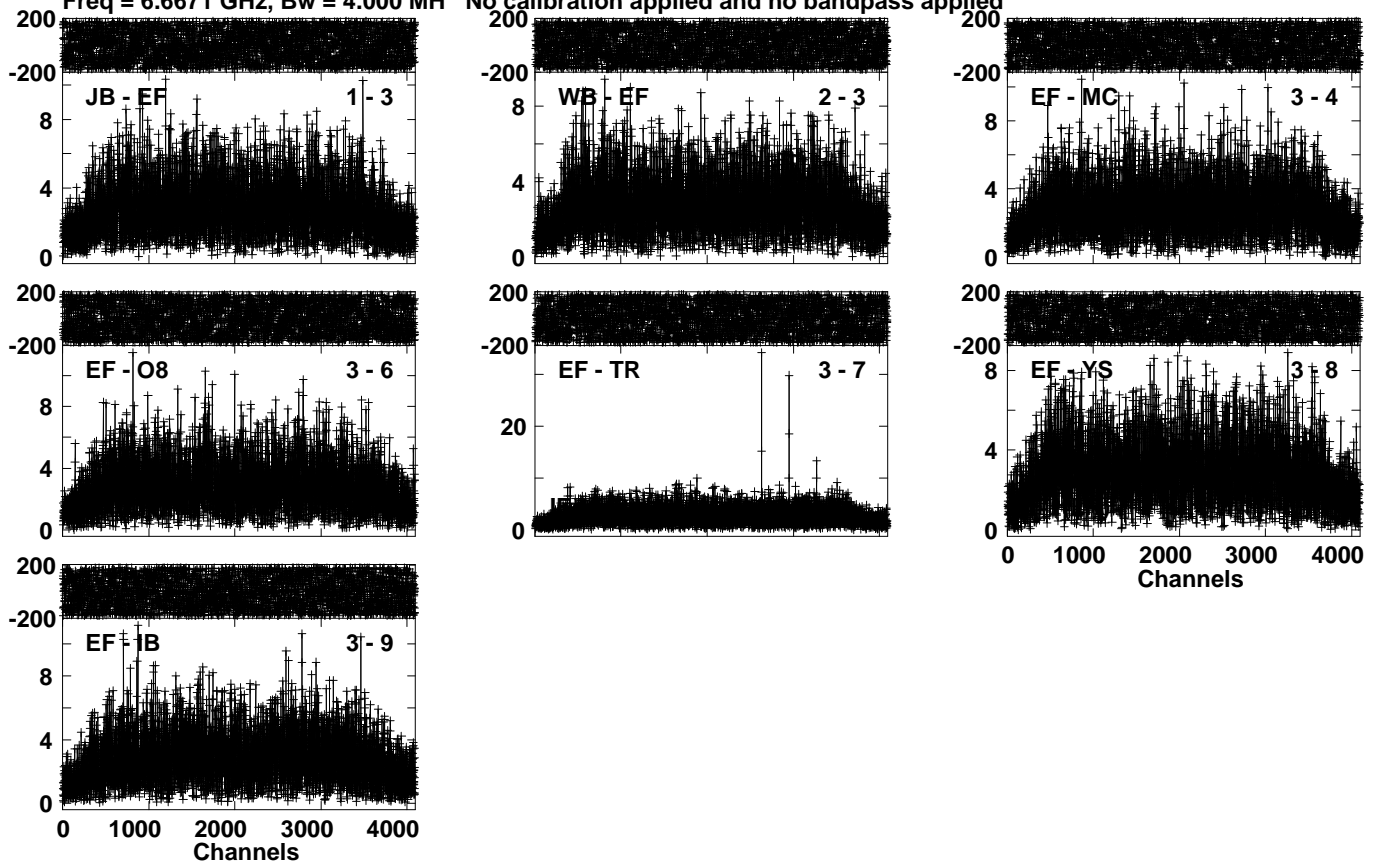 Freq = 6.6671 GHz, Bw = 4.000 MH No calibration applied and no bandpass applied
200
-200
JB - EF 1 - 3
8
4
0
200
-200
WB - EF 2 - 3
8
4
0
200
-200
EF - MC 3 - 4
8
4
0
200
-200
EF - O8 3 - 6
8
4
0
200
-200
EF - TR 3 - 7
20
0
200
-200
EF - YS 3 - 8
8
4
0
0 1000 2000 3000 4000
Channels
200
-200
EF - IB 3 - 9
8
4
0
0 1000 2000 3000 4000
Channels